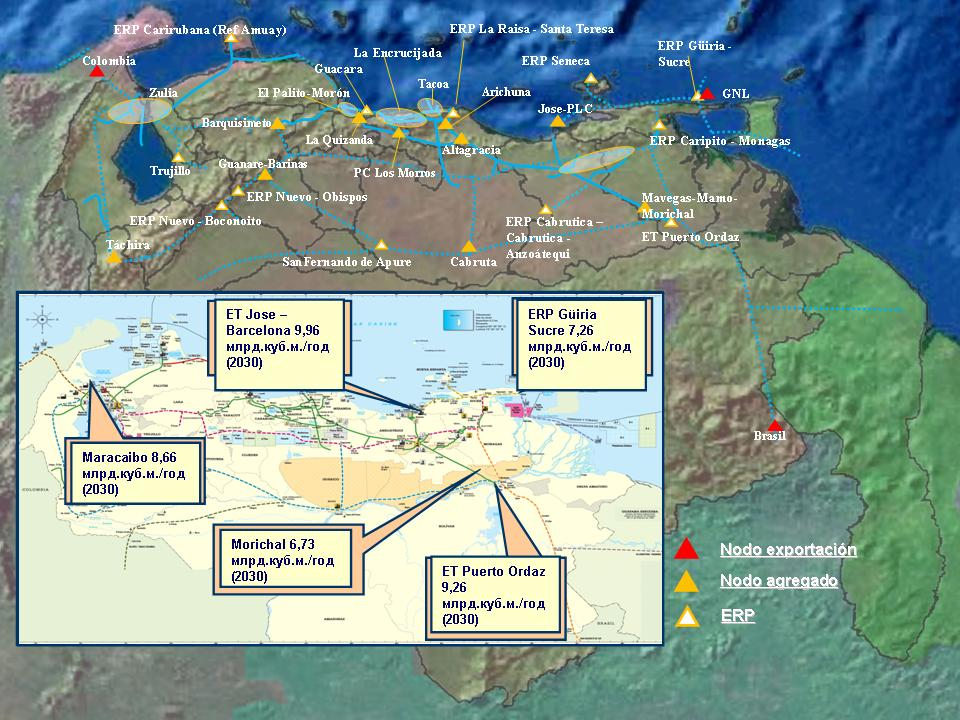 ERP Carirubana (Ref Amuay)
ERP La Raisa - Santa Teresa
Colombia
La Encrucijada
ERP Seneca
ERP Güiria -
Sucre
Guacara
Zulia
El Palito-Morón
Tacoa
Arichuna
GNL
Jose-PLC
Barquisimeto
La Quizanda
Altagracia
ERP Caripito - Monagas
Trujillo
Guanare-Barinas
PC Los Morros
ERP Nuevo - Obispos
Mavegas-Mamo-
Morichal
ERP Nuevo - Boconoito
ERP Cabrutica –
Cabrutica -
Anzoátequi
ET Puerto Ordaz
Táchira
SanFernando de Apure
Cabruta
ET Jose –
Barcelona 9,96
млрд.куб.м./год
(2030)
ERP Güiria
Sucre 7,26
млрд.куб.м./год
(2030)
Maracaibo 8,66
млрд.куб.м./год
(2030)
Morichal 6,73
млрд.куб.м./год
(2030)
ET Puerto Ordaz
9,26
млрд.куб.м./год
(2030)
Brasil
Nodo exportación
Nodo agregado
ERP